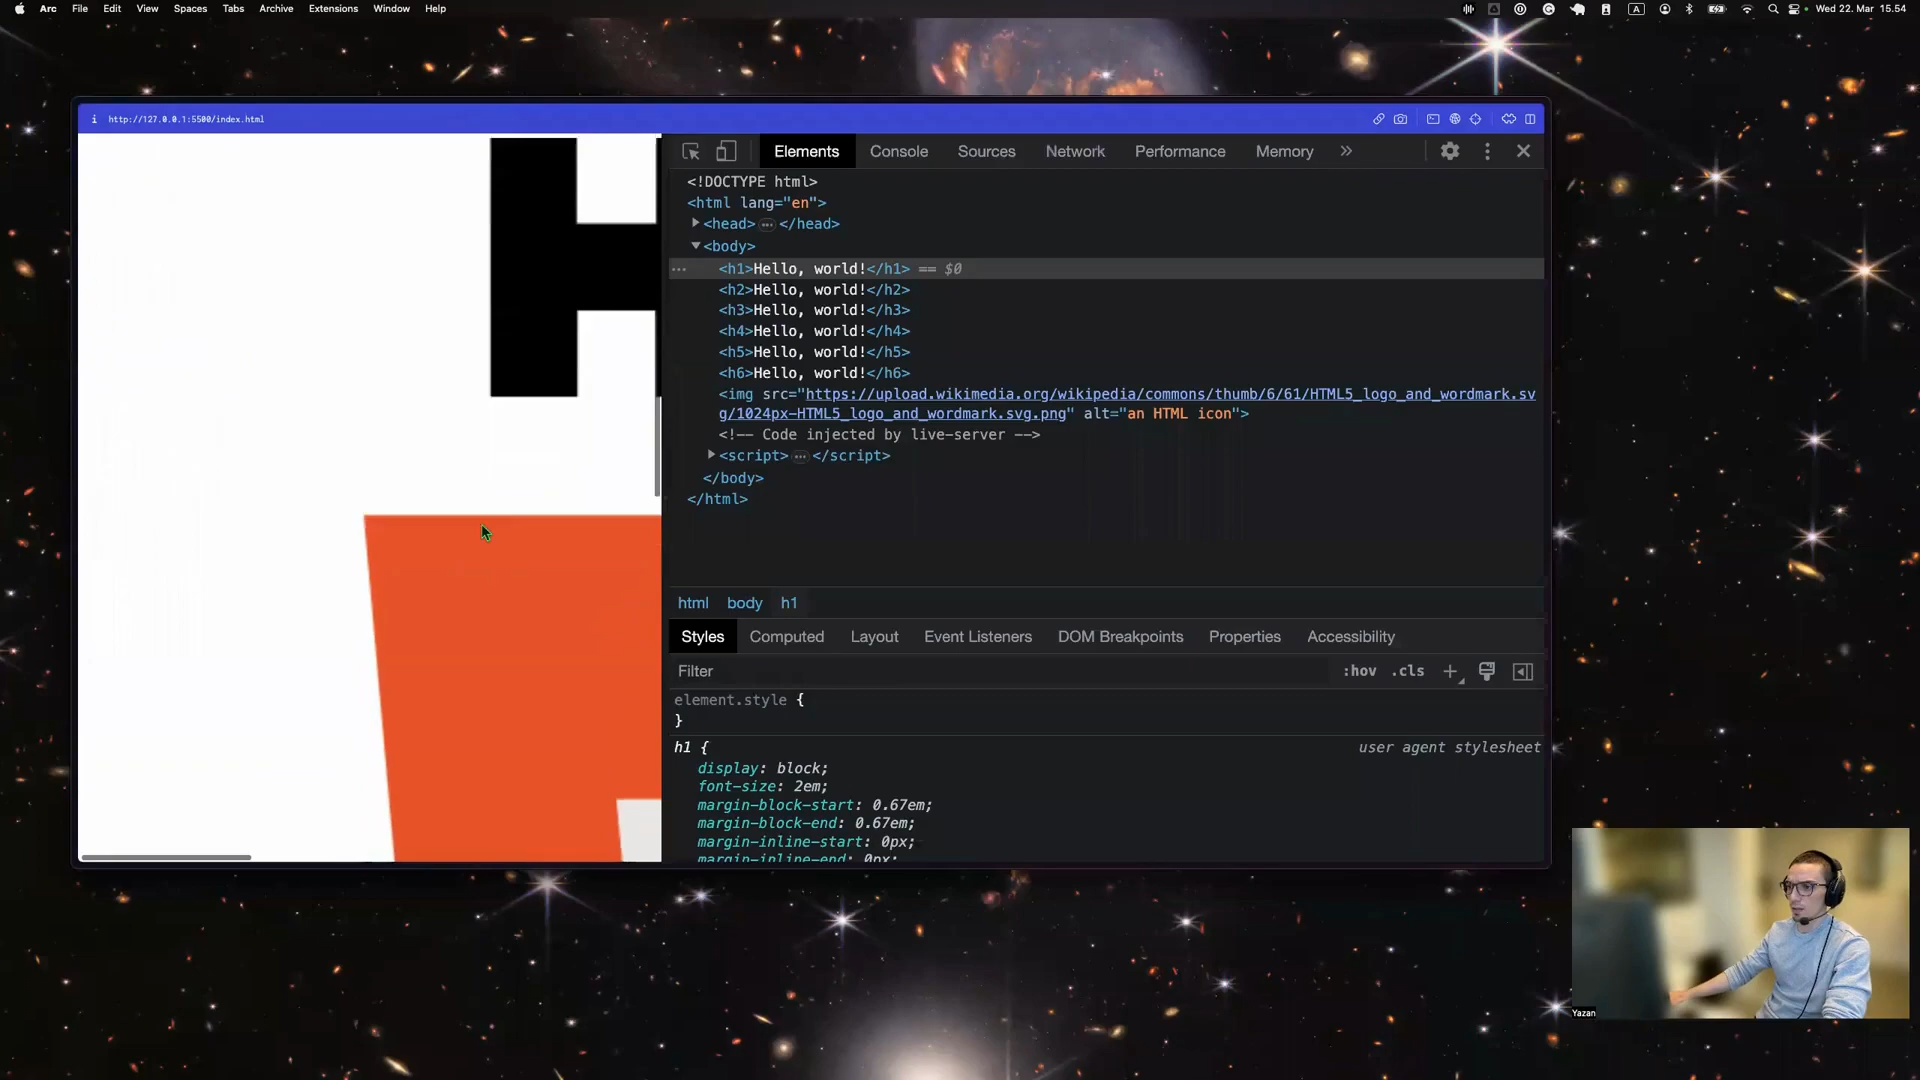 Arc File Edit View Spaces Tabs Archive Extensions Window Help
A
Wed 22. Mar 15.54
i http://127.0.0.1:5500/index.html
Elements Console Sources Network Performance Memory »
<!DOCTYPE html>
<html lang="en">
<head> … </head>
<body>
… <h1>Hello, world!</h1> == $0
<h2>Hello, world!</h2>
<h3>Hello, world!</h3>
<h4>Hello, world!</h4>
<h5>Hello, world!</h5>
<h6>Hello, world!</h6>
<img src="https://upload.wikimedia.org/wikipedia/commons/thumb/6/61/HTML5_logo_and_wordmark.sv
g/1024px-HTML5_logo_and_wordmark.svg.png" alt="an HTML icon">
<!-- Code injected by live-server -->
<script> … </script>
</body>
</html>
html body h1
Styles Computed Layout Event Listeners DOM Breakpoints Properties Accessibility
Filter :hov .cls +
element.style {
}
h1 { user agent stylesheet
display: block;
font-size: 2em;
margin-block-start: 0.67em;
margin-block-end: 0.67em;
margin-inline-start: 0px;
margin-inline-end: 0px;
Yazan